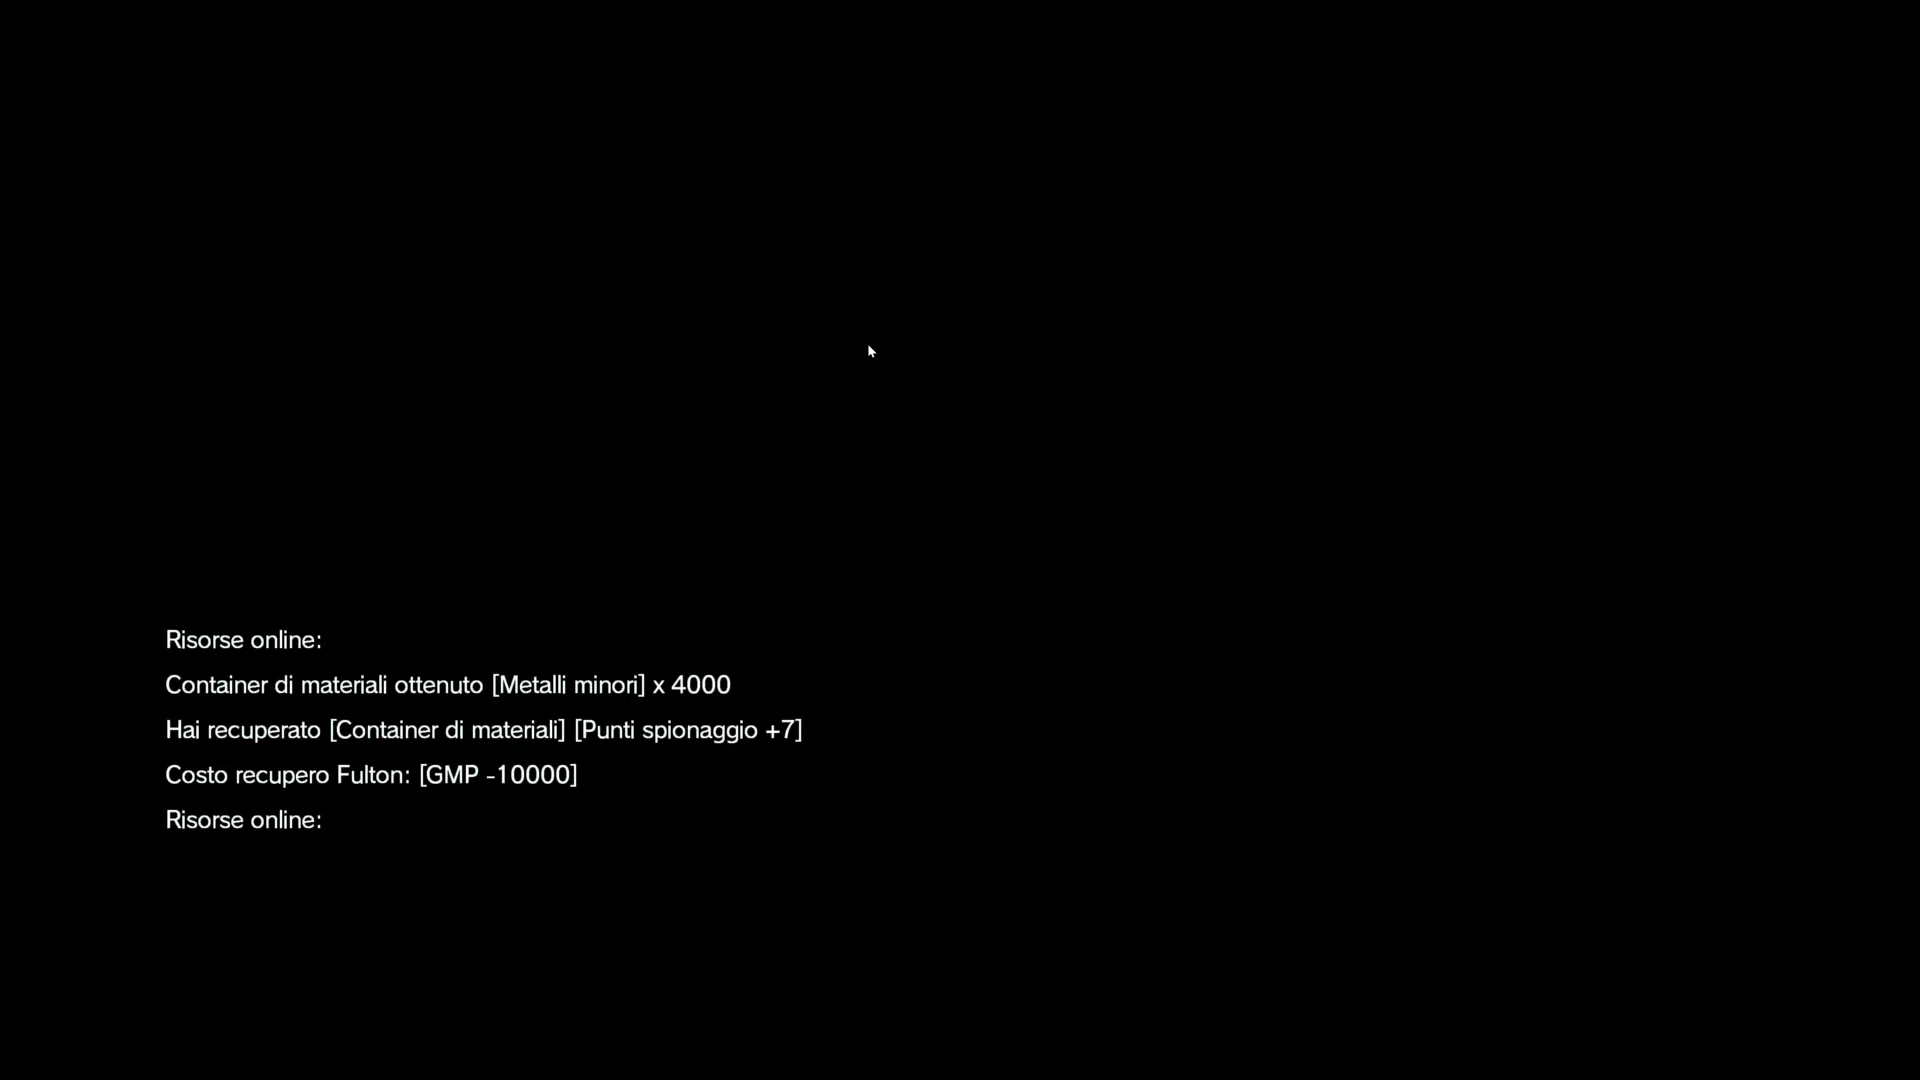 Risorse online:
Container di materiali ottenuto [Metalli minori] x 4000
Hai recuperato [Container di materiali] [Punti spionaggio +7]
Costo recupero Fulton: [GMP -10000]
Risorse online: